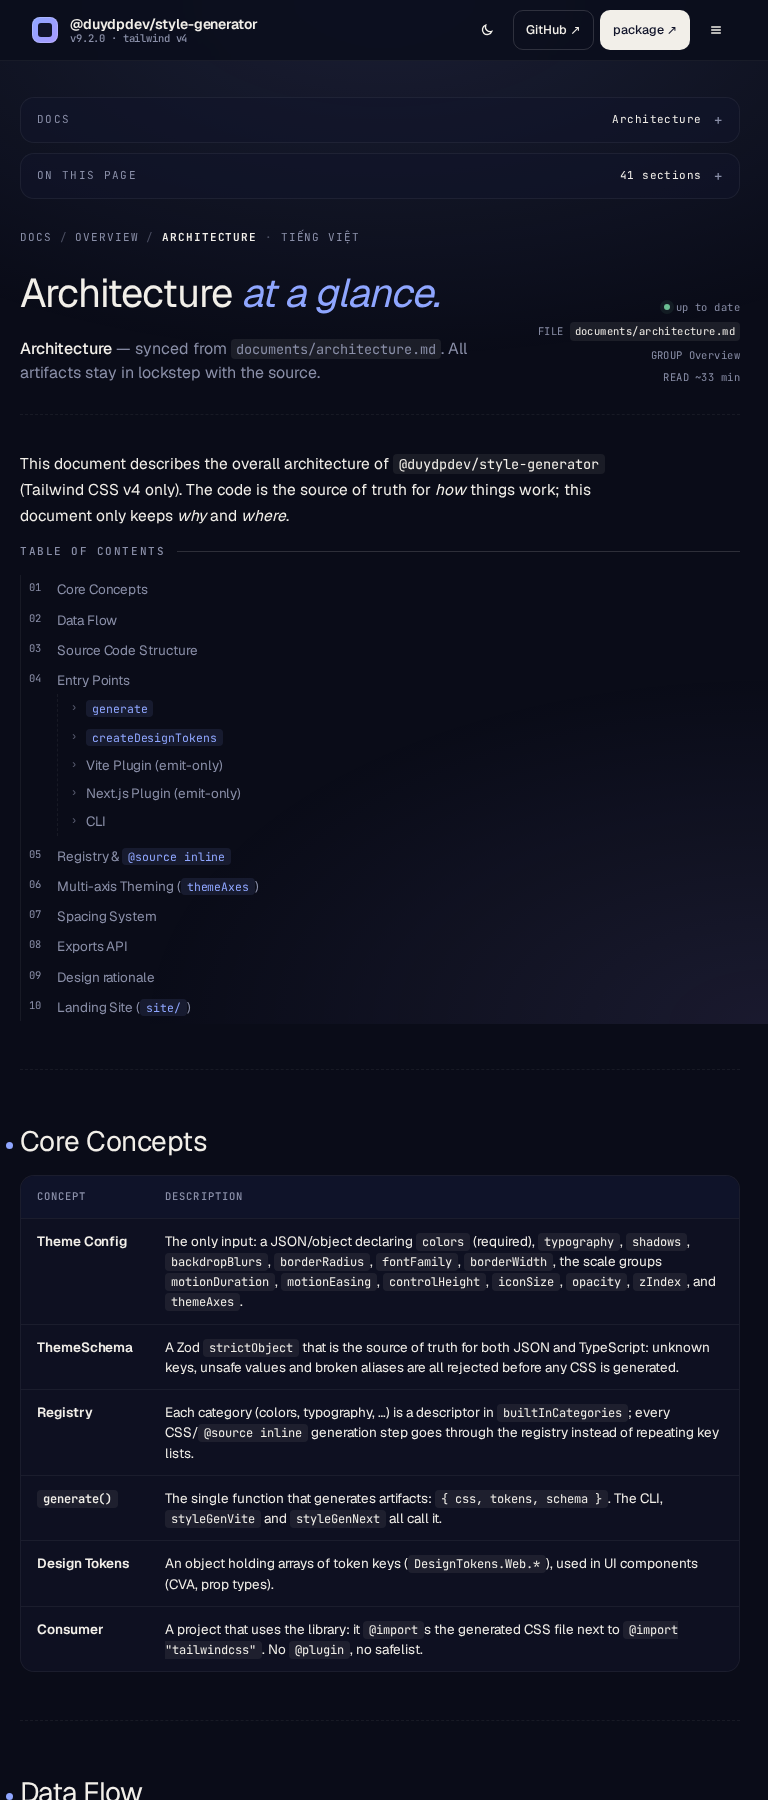 @duydpdev/style-generator
v9.2.0 · tailwind v4
GitHub ↗
package ↗
DOCS
Architecture +
ON THIS PAGE
41 sections +
DOCS / OVERVIEW / ARCHITECTURE · TIẾNG VIỆT
Architecture at a glance.
up to date
FILE documents/architecture.md
GROUP Overview
READ ~33 min
Architecture — synced from documents/architecture.md. All
artifacts stay in lockstep with the source.
This document describes the overall architecture of @duydpdev/style-generator
(Tailwind CSS v4 only). The code is the source of truth for how things work; this
document only keeps why and where.
TABLE OF CONTENTS
01 Core Concepts
02 Data Flow
03 Source Code Structure
04 Entry Points
› generate
› createDesignTokens
› Vite Plugin (emit-only)
› Next.js Plugin (emit-only)
› CLI
05 Registry & @source inline
06 Multi-axis Theming (themeAxes)
07 Spacing System
08 Exports API
09 Design rationale
10 Landing Site (site/)
Core Concepts
CONCEPT DESCRIPTION
Theme Config
The only input: a JSON/object declaring colors (required), typography, shadows,
backdropBlurs, borderRadius, fontFamily, borderWidth, the scale groups
motionDuration, motionEasing, controlHeight, iconSize, opacity, zIndex, and
themeAxes.
ThemeSchema
A Zod strictObject that is the source of truth for both JSON and TypeScript: unknown
keys, unsafe values and broken aliases are all rejected before any CSS is generated.
Registry
Each category (colors, typography, …) is a descriptor in builtInCategories; every
CSS/@source inline generation step goes through the registry instead of repeating key
lists.
generate()
The single function that generates artifacts: { css, tokens, schema }. The CLI,
styleGenVite and styleGenNext all call it.
Design Tokens
An object holding arrays of token keys (DesignTokens.Web.*), used in UI components
(CVA, prop types).
Consumer
A project that uses the library: it @imports the generated CSS file next to @import
"tailwindcss". No @plugin, no safelist.
Data Flow